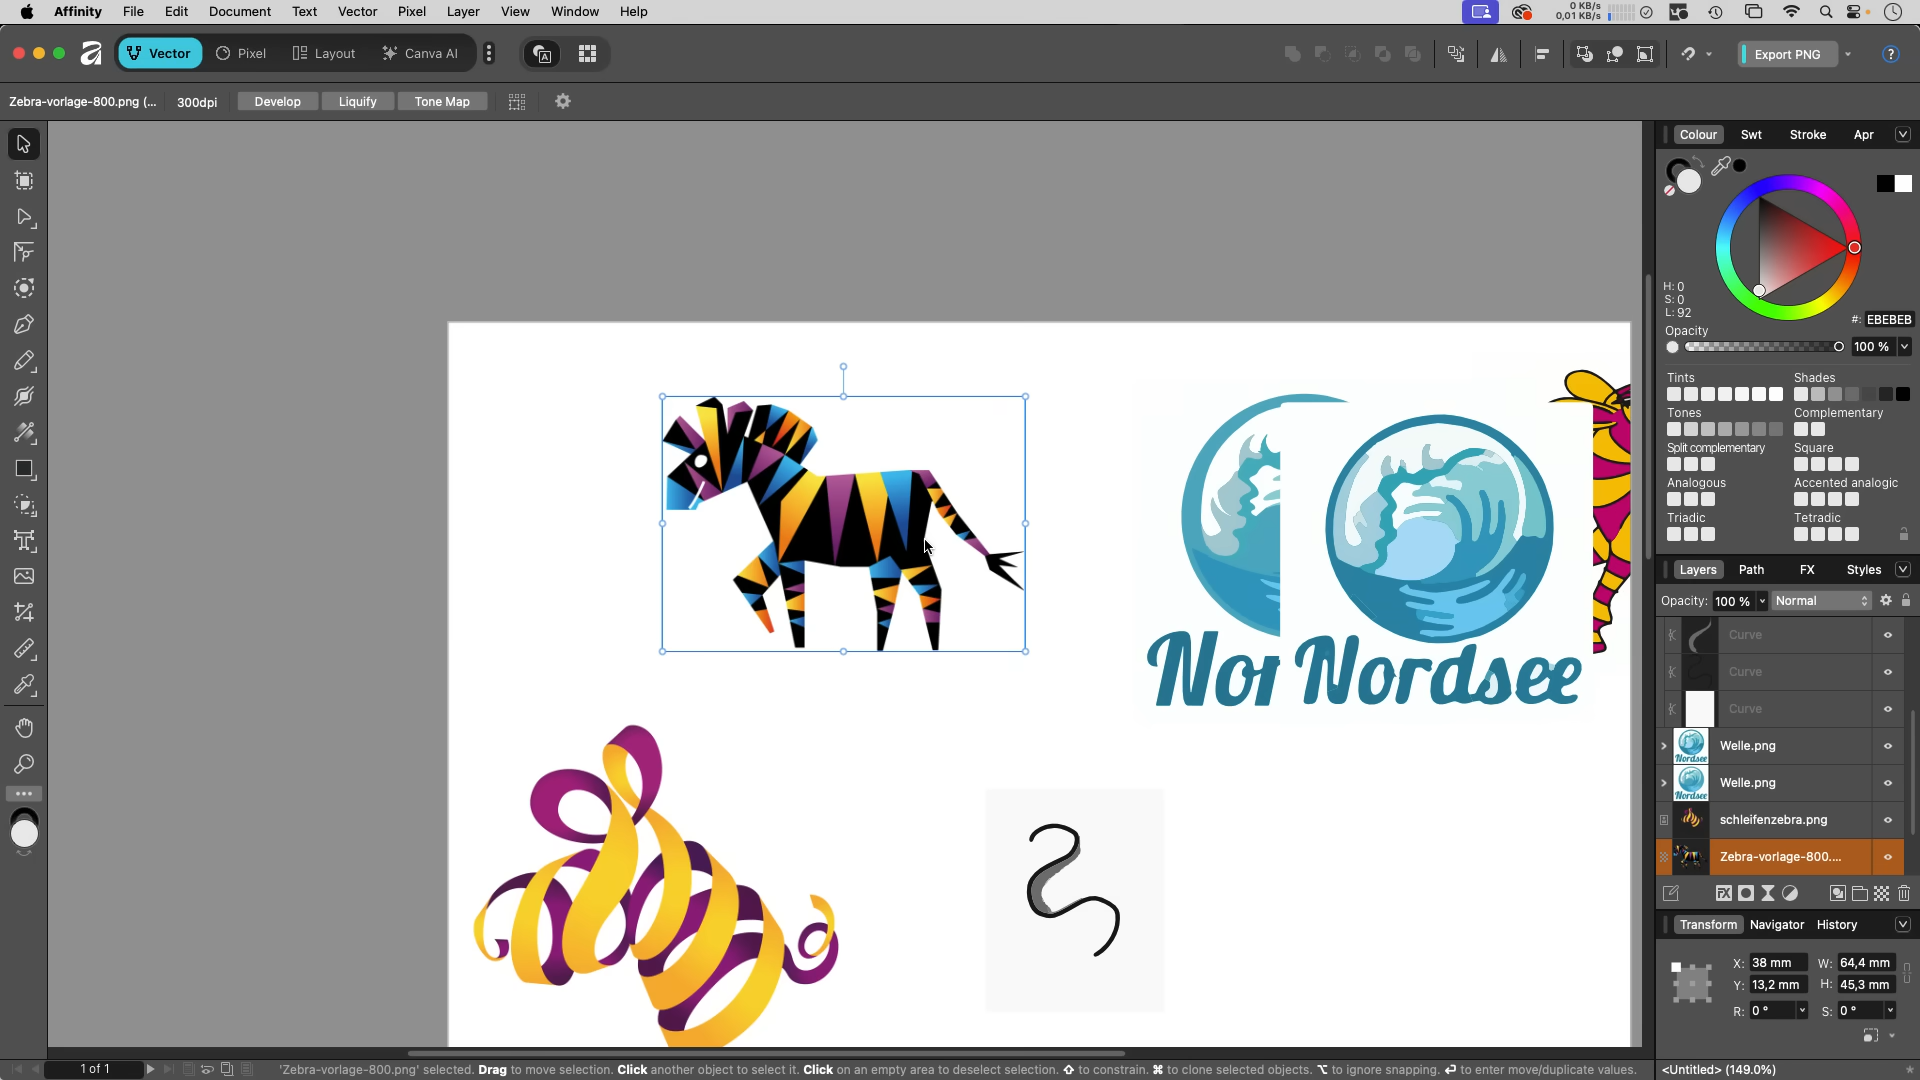 Affinity File Edit Document Text Vector Pixel Layer View Window Help
0 KB/s
0,01 KB/s
Vector Pixel Layout Canva AI
Export PNG
Zebra-vorlage-800.png (... 300dpi Develop Liquify Tone Map
Colour Swt Stroke Apr
H: 0
S: 0
L: 92
#: EBEBEB
Opacity
100 %
Tints Shades
Tones Complementary
Split complementary Square
Analogous Accented analogic
Triadic Tetradic
Layers Path FX Styles
Opacity: 100 % Normal
Curve
Curve
Curve
Welle.png
Welle.png
schleifenzebra.png
Zebra-vorlage-800....
Nor Nordsee
Transform Navigator History
X: 38 mm W: 64,4 mm
Y: 13,2 mm H: 45,3 mm
R: 0 ° S: 0 °
1 of 1
'Zebra-vorlage-800.png' selected. Drag to move selection. Click another object to select it. Click on an empty area to deselect selection. ⇧ to constrain. ⌘ to clone selected objects. ⌥ to ignore snapping. ↵ to enter move/duplicate values.
<Untitled> (149.0%)